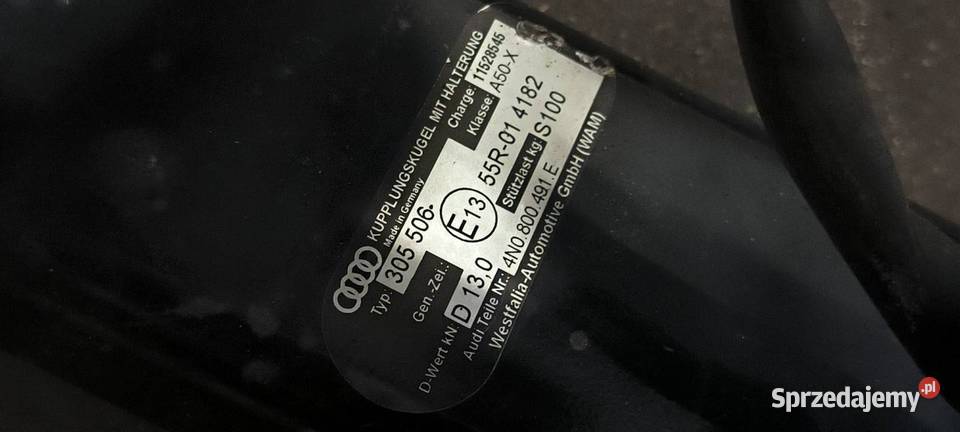 KUPPLUNGSKUGEL MIT HALTERUNG
Made in Germany
Charge: 11528545
Typ: 305 506-
Klasse: A50-X
Gen.-Zei.: E13 55R-01 4182
D-Wert kN: D 13,0 Stützlast kg: S100
Audi Teile Nr.: 4N0.800.491.E
Westfalia-Automotive GmbH (WAM)
Sprzedajemy.pl